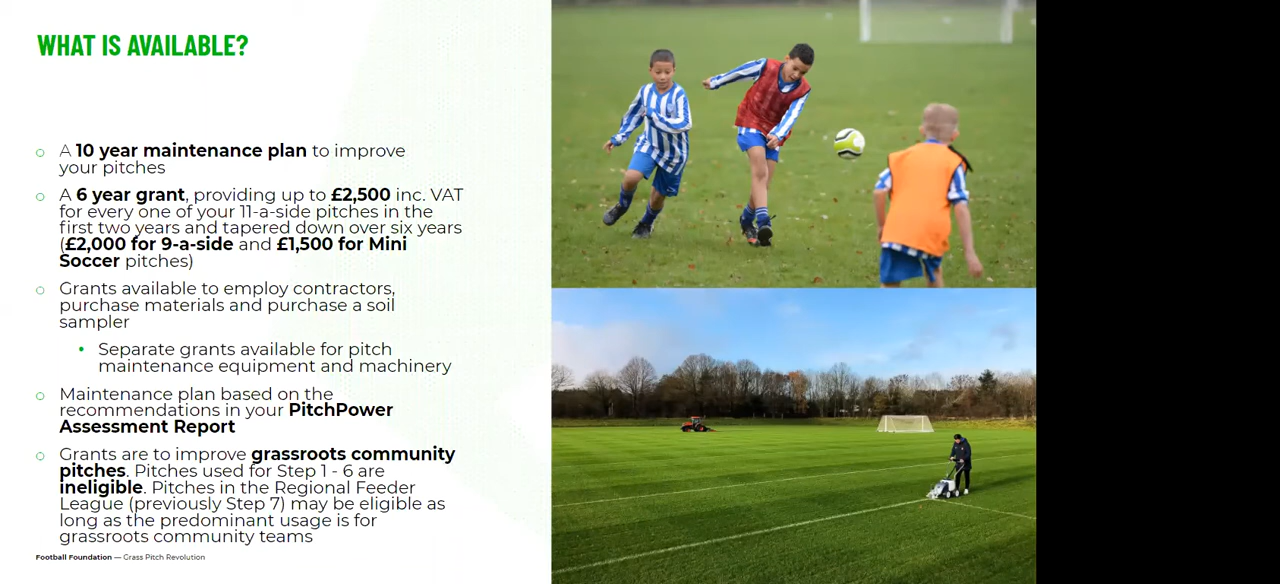 WHAT IS AVAILABLE?
A 10 year maintenance plan to improve
your pitches
A 6 year grant, providing up to £2,500 inc. VAT
for every one of your 11-a-side pitches in the
first two years and tapered down over six years
(£2,000 for 9-a-side and £1,500 for Mini
Soccer pitches)
Grants available to employ contractors,
purchase materials and purchase a soil
sampler
Separate grants available for pitch
maintenance equipment and machinery
Maintenance plan based on the
recommendations in your PitchPower
Assessment Report
Grants are to improve grassroots community
pitches. Pitches used for Step 1 - 6 are
ineligible. Pitches in the Regional Feeder
League (previously Step 7) may be eligible as
long as the predominant usage is for
grassroots community teams
Football Foundation — Grass Pitch Revolution